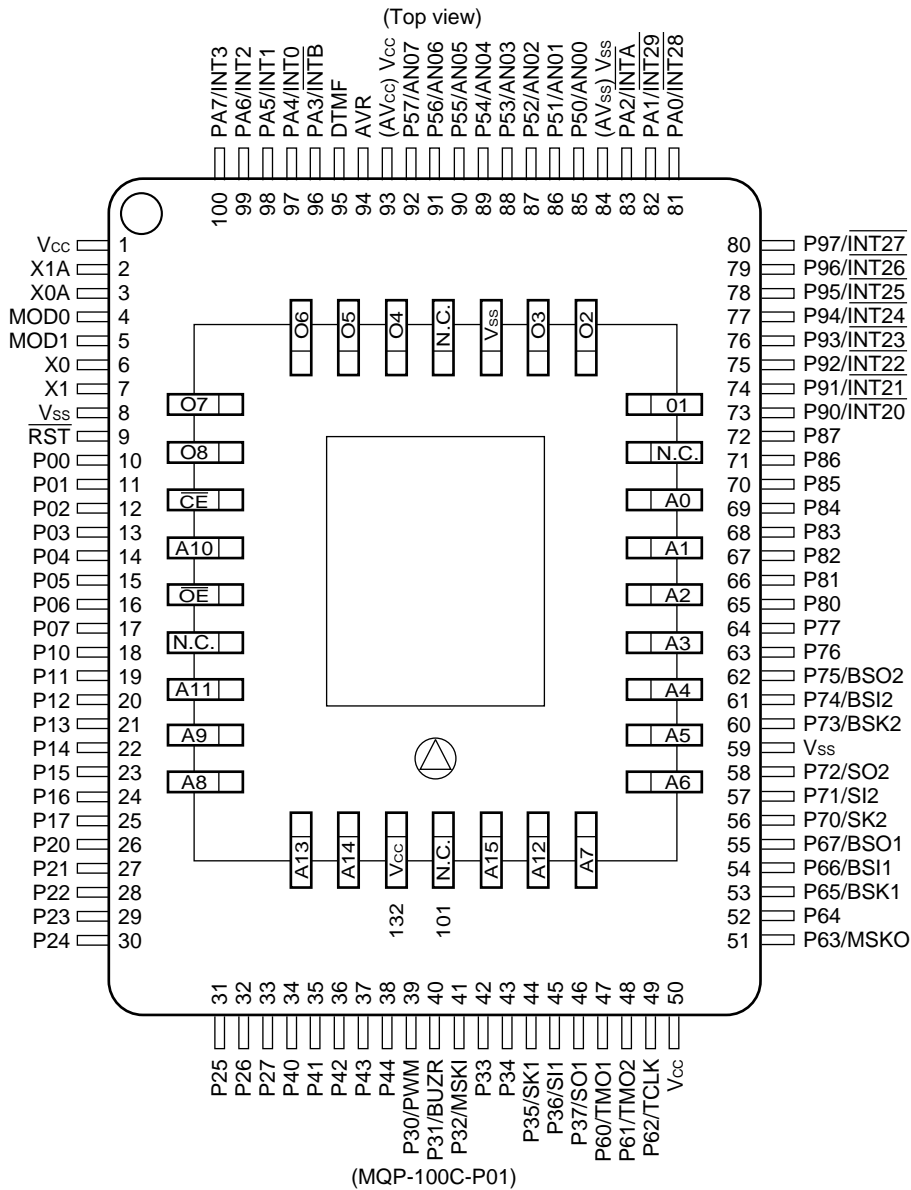 (Top view)
PA7/INT3
PA6/INT2
PA5/INT1
PA4/INT0
PA3/INTB
DTMF
AVR
(AVcc) Vcc
P57/AN07
P56/AN06
P55/AN05
P54/AN04
P53/AN03
P52/AN02
P51/AN01
P50/AN00
(AVss) Vss
PA2/INTA
PA1/INT29
PA0/INT28
100
99
98
97
96
95
94
93
92
91
90
89
88
87
86
85
84
83
82
81
Vcc 1
X1A 2
X0A 3
MOD0 4
MOD1 5
X0 6
X1 7
Vss 8
RST 9
P00 10
P01 11
P02 12
P03 13
P04 14
P05 15
P06 16
P07 17
P10 18
P11 19
P12 20
P13 21
P14 22
P15 23
P16 24
P17 25
P20 26
P21 27
P22 28
P23 29
P24 30
O6
O5
O4
N.C.
Vss
O3
O2
O7
O8
CE
A10
OE
N.C.
A11
A9
A8
01
N.C.
A0
A1
A2
A3
A4
A5
A6
A13
A14
Vcc
N.C.
A15
A12
A7
132
101
80 P97/INT27
79 P96/INT26
78 P95/INT25
77 P94/INT24
76 P93/INT23
75 P92/INT22
74 P91/INT21
73 P90/INT20
72 P87
71 P86
70 P85
69 P84
68 P83
67 P82
66 P81
65 P80
64 P77
63 P76
62 P75/BSO2
61 P74/BSI2
60 P73/BSK2
59 Vss
58 P72/SO2
57 P71/SI2
56 P70/SK2
55 P67/BSO1
54 P66/BSI1
53 P65/BSK1
52 P64
51 P63/MSKO
31
32
33
34
35
36
37
38
39
40
41
42
43
44
45
46
47
48
49
50
P25
P26
P27
P40
P41
P42
P43
P44
P30/PWM
P31/BUZR
P32/MSKI
P33
P34
P35/SK1
P36/SI1
P37/SO1
P60/TMO1
P61/TMO2
P62/TCLK
Vcc
(MQP-100C-P01)